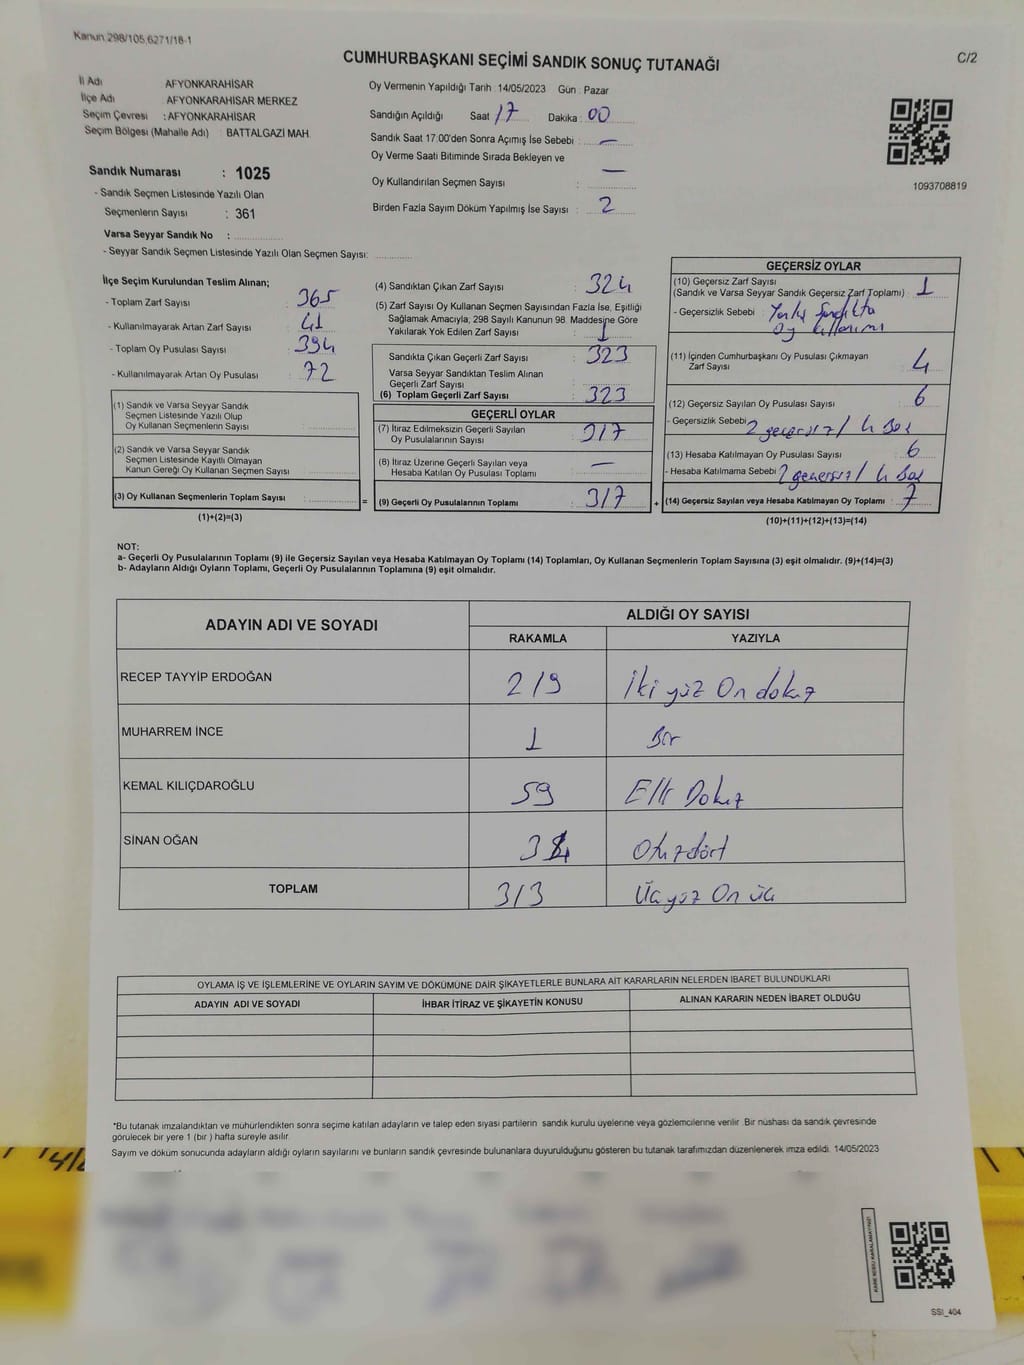 Kanun 298/105,6271/18-1
CUMHURBAŞKANI SEÇİMİ SANDIK SONUÇ TUTANAĞI
C/2
İl Adı AFYONKARAHİSAR
İlçe Adı AFYONKARAHİSAR MERKEZ
Seçim Çevresi : AFYONKARAHİSAR
Seçim Bölgesi (Mahalle Adı) : BATTALGAZİ MAH.
Sandık Numarası : 1025
- Sandık Seçmen Listesinde Yazılı Olan
Seçmenlerin Sayısı : 361
Varsa Seyyar Sandık No :
- Seyyar Sandık Seçmen Listesinde Yazılı Olan Seçmen Sayısı:
Oy Vermenin Yapıldığı Tarih 14/05/2023 Gün : Pazar
Sandığın Açıldığı Saat 17 Dakika : 00
Sandık Saat 17:00'den Sonra Açımış İse Sebebi : —
Oy Verme Saati Bitiminde Sırada Bekleyen ve
Oy Kullandırılan Seçmen Sayısı : —
Birden Fazla Sayım Döküm Yapılmış İse Sayısı : 2
1093708819
İlçe Seçim Kurulundan Teslim Alınan;
- Toplam Zarf Sayısı : 365
- Kullanılmayarak Artan Zarf Sayısı : 41
- Toplam Oy Pusulası Sayısı : 394
- Kullanılmayarak Artan Oy Pusulası : 72
(1) Sandık ve Varsa Seyyar Sandık
Seçmen Listesinde Yazılı Olup
Oy Kullanan Seçmenlerin Sayısı :
(2) Sandık ve Varsa Seyyar Sandık
Seçmen Listesinde Kayıtlı Olmayan
Kanun Gereği Oy Kullanan Seçmen Sayısı :
(3) Oy Kullanan Seçmenlerin Toplam Sayısı :
(1)+(2)=(3)
=
(4) Sandıktan Çıkan Zarf Sayısı : 324
(5) Zarf Sayısı Oy Kullanan Seçmen Sayısından Fazla İse, Eşitliği
Sağlamak Amacıyla, 298 Sayılı Kanunun 98. Maddesine Göre
Yakılarak Yok Edilen Zarf Sayısı : 1
Sandıkta Çıkan Geçerli Zarf Sayısı : 323
Varsa Seyyar Sandıktan Teslim Alınan
Geçerli Zarf Sayısı :
(6) Toplam Geçerli Zarf Sayısı : 323
GEÇERLİ OYLAR
(7) İtiraz Edilmeksizin Geçerli Sayılan
Oy Pusulalarının Sayısı : 317
(8) İtiraz Üzerine Geçerli Sayılan veya
Hesaba Katılan Oy Pusulası Toplamı : —
(9) Geçerli Oy Pusulalarının Toplamı : 317
+
GEÇERSİZ OYLAR
(10) Geçersiz Zarf Sayısı
(Sandık ve Varsa Seyyar Sandık Geçersiz Zarf Toplamı) : 1
- Geçersizlik Sebebi : Yanlış Sandıkta
Oy kullanımı
(11) İçinden Cumhurbaşkanı Oy Pusulası Çıkmayan
Zarf Sayısı : 4
(12) Geçersiz Sayılan Oy Pusulası Sayısı : 6
- Geçersizlik Sebebi : 2 geçersiz / 4 Boş
(13) Hesaba Katılmayan Oy Pusulası Sayısı : 6
- Hesaba Katılmama Sebebi : 2 geçersiz / 4 Boş
(14) Geçersiz Sayılan veya Hesaba Katılmayan Oy Toplamı : 7
(10)+(11)+(12)+(13)=(14)
NOT:
a- Geçerli Oy Pusulalarının Toplamı (9) ile Geçersiz Sayılan veya Hesaba Katılmayan Oy Toplamı (14) Toplamları, Oy Kullanan Seçmenlerin Toplam Sayısına (3) eşit olmalıdır. (9)+(14)=(3)
b- Adayların Aldığı Oyların Toplamı, Geçerli Oy Pusulalarının Toplamına (9) eşit olmalıdır.
ADAYIN ADI VE SOYADI ALDIĞI OY SAYISI
RAKAMLA YAZIYLA
RECEP TAYYİP ERDOĞAN 219 İki yüz On dokuz
MUHARREM İNCE 1 Bir
KEMAL KILIÇDAROĞLU 59 Elli Dokuz
SİNAN OĞAN 34 Otuzdört
TOPLAM 313 Üçyüz On üç
OYLAMA İŞ VE İŞLEMLERİNE VE OYLARIN SAYIM VE DÖKÜMÜNE DAİR ŞİKAYETLERLE BUNLARA AİT KARARLARIN NELERDEN İBARET BULUNDUKLARI
ADAYIN ADI VE SOYADI İHBAR İTİRAZ VE ŞİKAYETİN KONUSU ALINAN KARARIN NEDEN İBARET OLDUĞU
*Bu tutanak imzalandıktan ve mühürlendikten sonra seçime katılan adayların ve talep eden siyasi partilerin sandık kurulu üyelerine veya gözlemcilerine verilir. Bir nüshası da sandık çevresinde
görülecek bir yere 1 (bir ) hafta süreyle asılır.
Sayım ve döküm sonucunda adayların aldığı oyların sayılarını ve bunların sandık çevresinde bulunanlara duyurulduğunu gösteren bu tutanak tarafımızdan düzenlenerek imza edildi. 14/05/2023
SSI_404